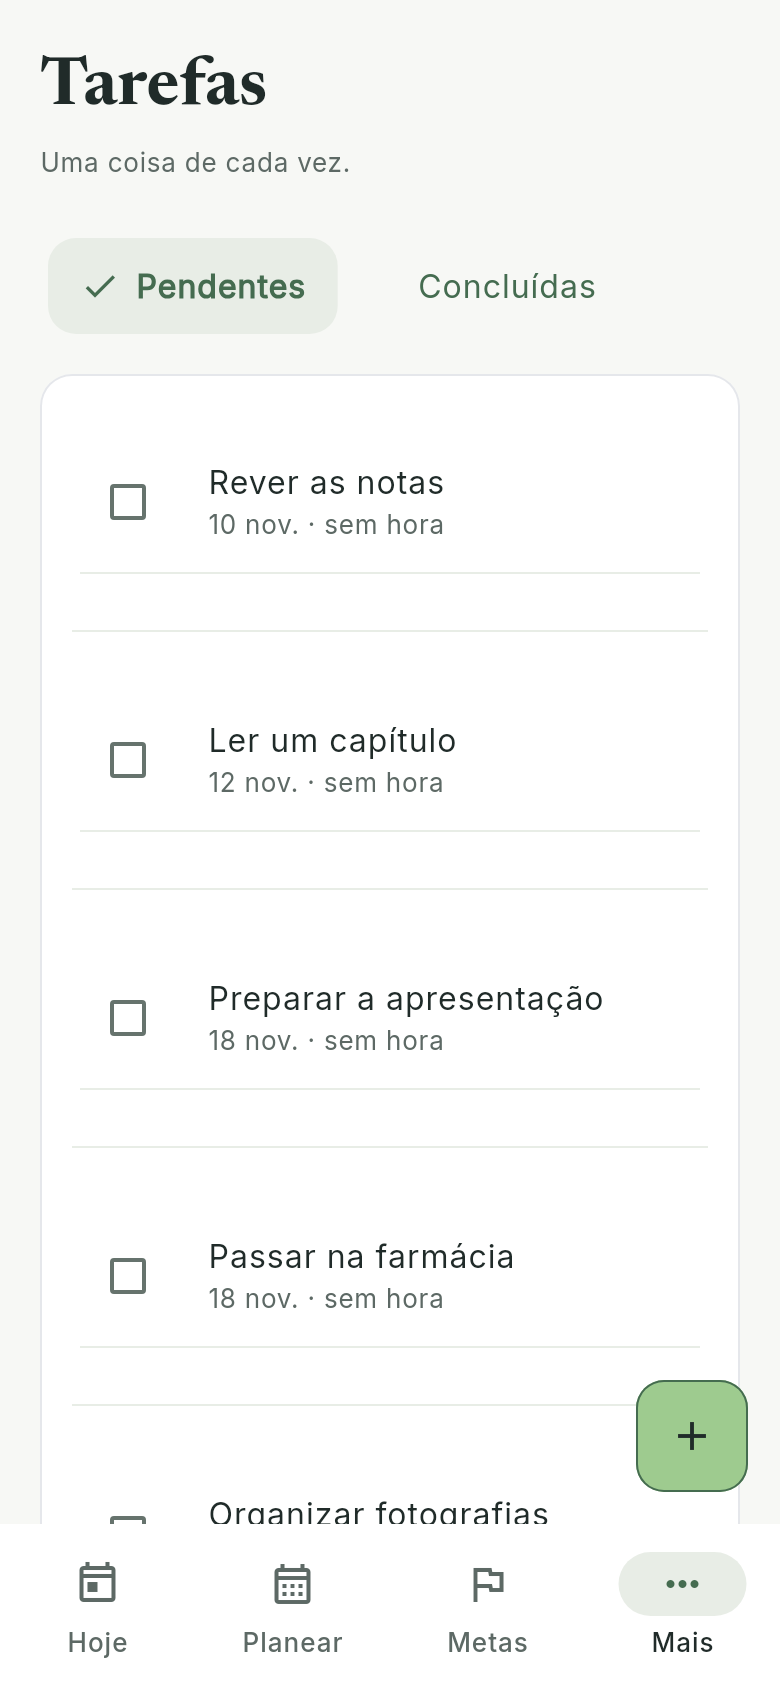 Tarefas
Uma coisa de cada vez.
Pendentes
Concluídas
Rever as notas
10 nov. · sem hora
Ler um capítulo
12 nov. · sem hora
Preparar a apresentação
18 nov. · sem hora
Passar na farmácia
18 nov. · sem hora
Organizar fotografias
Hoje
Planear
Metas
Mais